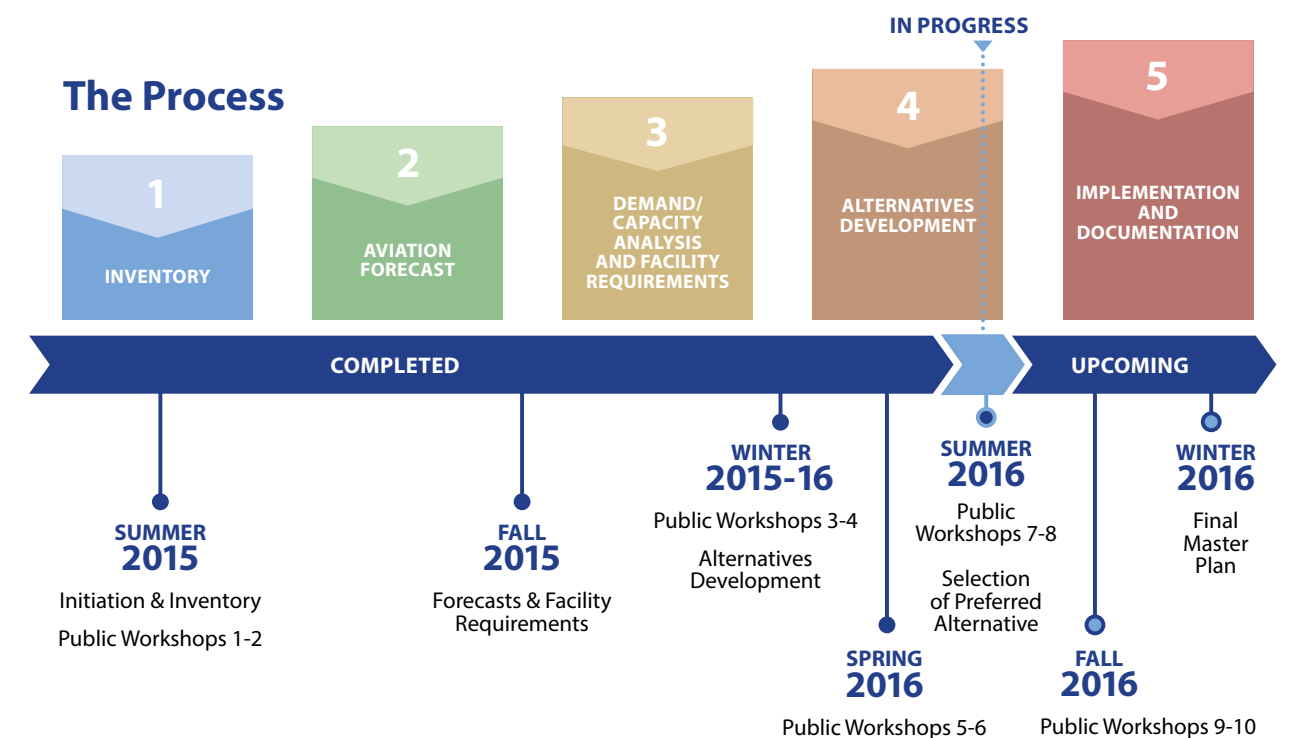 IN PROGRESS
The Process
1
INVENTORY
2
AVIATION
FORECAST
3
DEMAND/
CAPACITY
ANALYSIS
AND FACILITY
REQUIREMENTS
4
ALTERNATIVES
DEVELOPMENT
5
IMPLEMENTATION
AND
DOCUMENTATION
COMPLETED
UPCOMING
SUMMER
2015
Initiation & Inventory
Public Workshops 1-2
FALL
2015
Forecasts & Facility
Requirements
WINTER
2015-16
Public Workshops 3-4
Alternatives
Development
SPRING
2016
Public Workshops 5-6
SUMMER
2016
Public
Workshops 7-8
Selection
of Preferred
Alternative
FALL
2016
Public Workshops 9-10
WINTER
2016
Final
Master
Plan